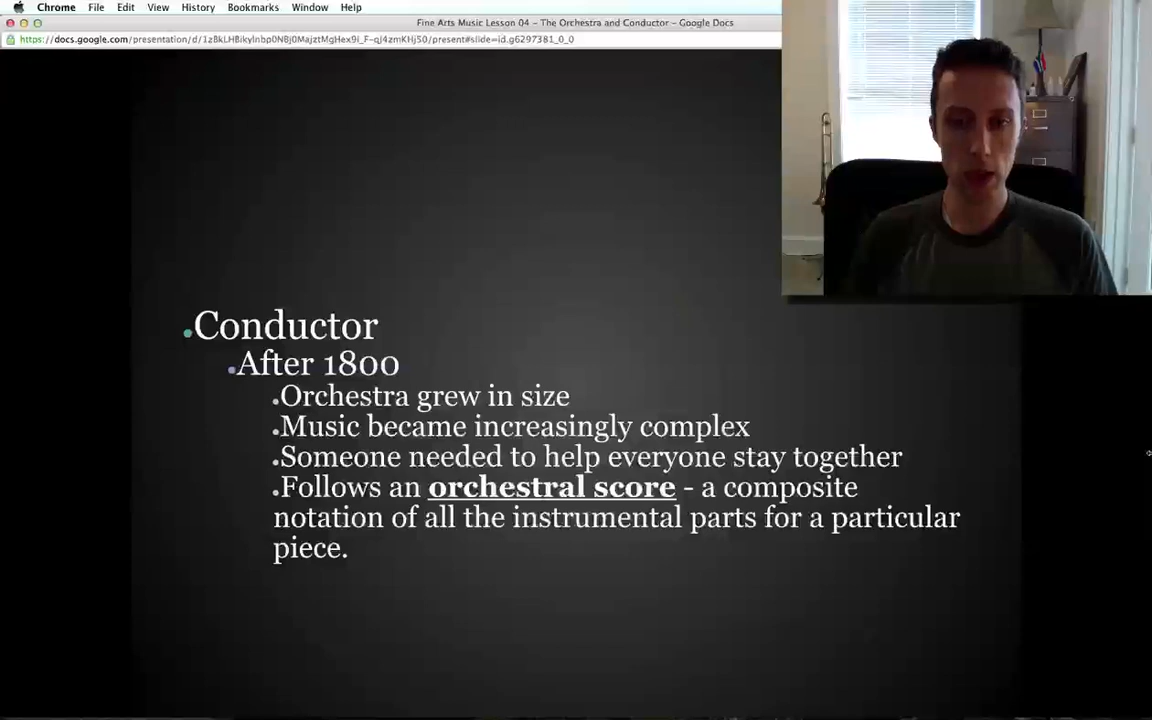 Chrome File Edit View History Bookmarks Window Help
Fine Arts Music Lesson 04 – The Orchestra and Conductor – Google Docs
Conductor
After 1800
Orchestra grew in size
Music became increasingly complex
Someone needed to help everyone stay together
Follows an orchestral score - a composite
notation of all the instrumental parts for a particular
piece.